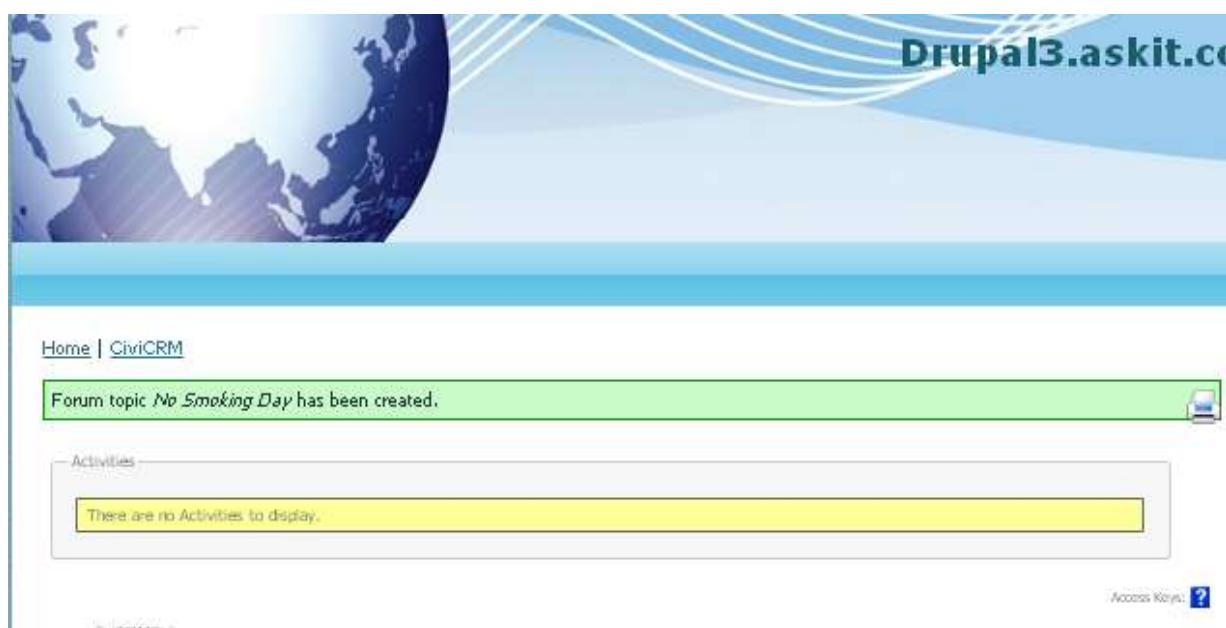 Drupal3.askit.co
Home | CiviCRM
Forum topic No Smoking Day has been created.
Activities
There are no Activities to display.
Access Keys: ?